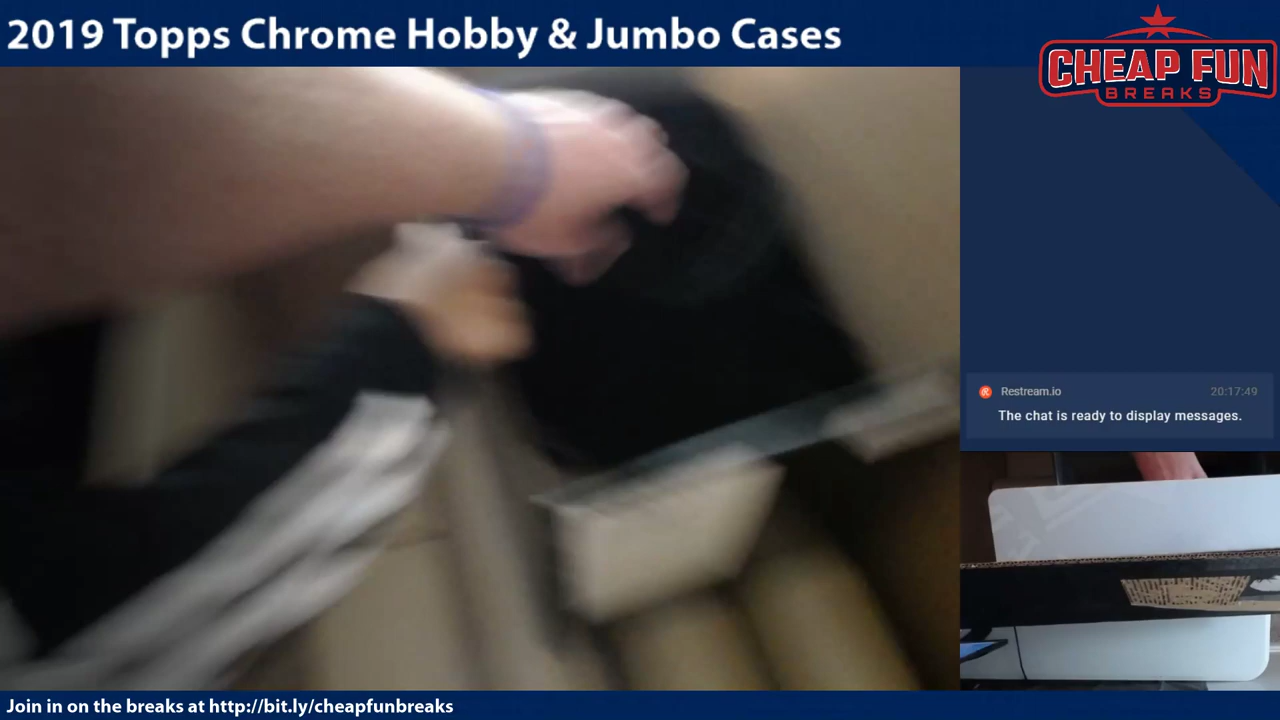 2019 Topps Chrome Hobby & Jumbo Cases
CHEAP FUN
BREAKS
Restream.io 20:17:49
The chat is ready to display messages.
Join in on the breaks at http://bit.ly/cheapfunbreaks